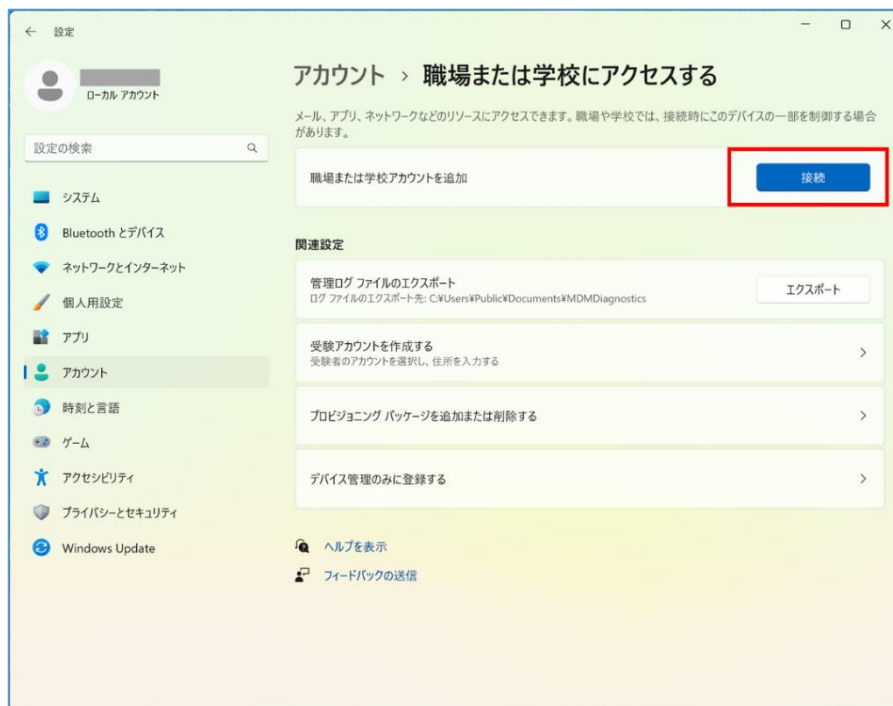 設定
ローカル アカウント
設定の検索
システム
Bluetooth とデバイス
ネットワークとインターネット
個人用設定
アプリ
アカウント
時刻と言語
ゲーム
アクセシビリティ
プライバシーとセキュリティ
Windows Update
アカウント › 職場または学校にアクセスする
メール、アプリ、ネットワークなどのリソースにアクセスできます。職場や学校では、接続時にこのデバイスの一部を制御する場合
があります。
職場または学校アカウントを追加
接続
関連設定
管理ログ ファイルのエクスポート
ログ ファイルのエクスポート先: C:¥Users¥Public¥Documents¥MDMDiagnostics
エクスポート
受験アカウントを作成する
受験者のアカウントを選択し、住所を入力する
プロビジョニング パッケージを追加または削除する
デバイス管理のみに登録する
ヘルプを表示
フィードバックの送信